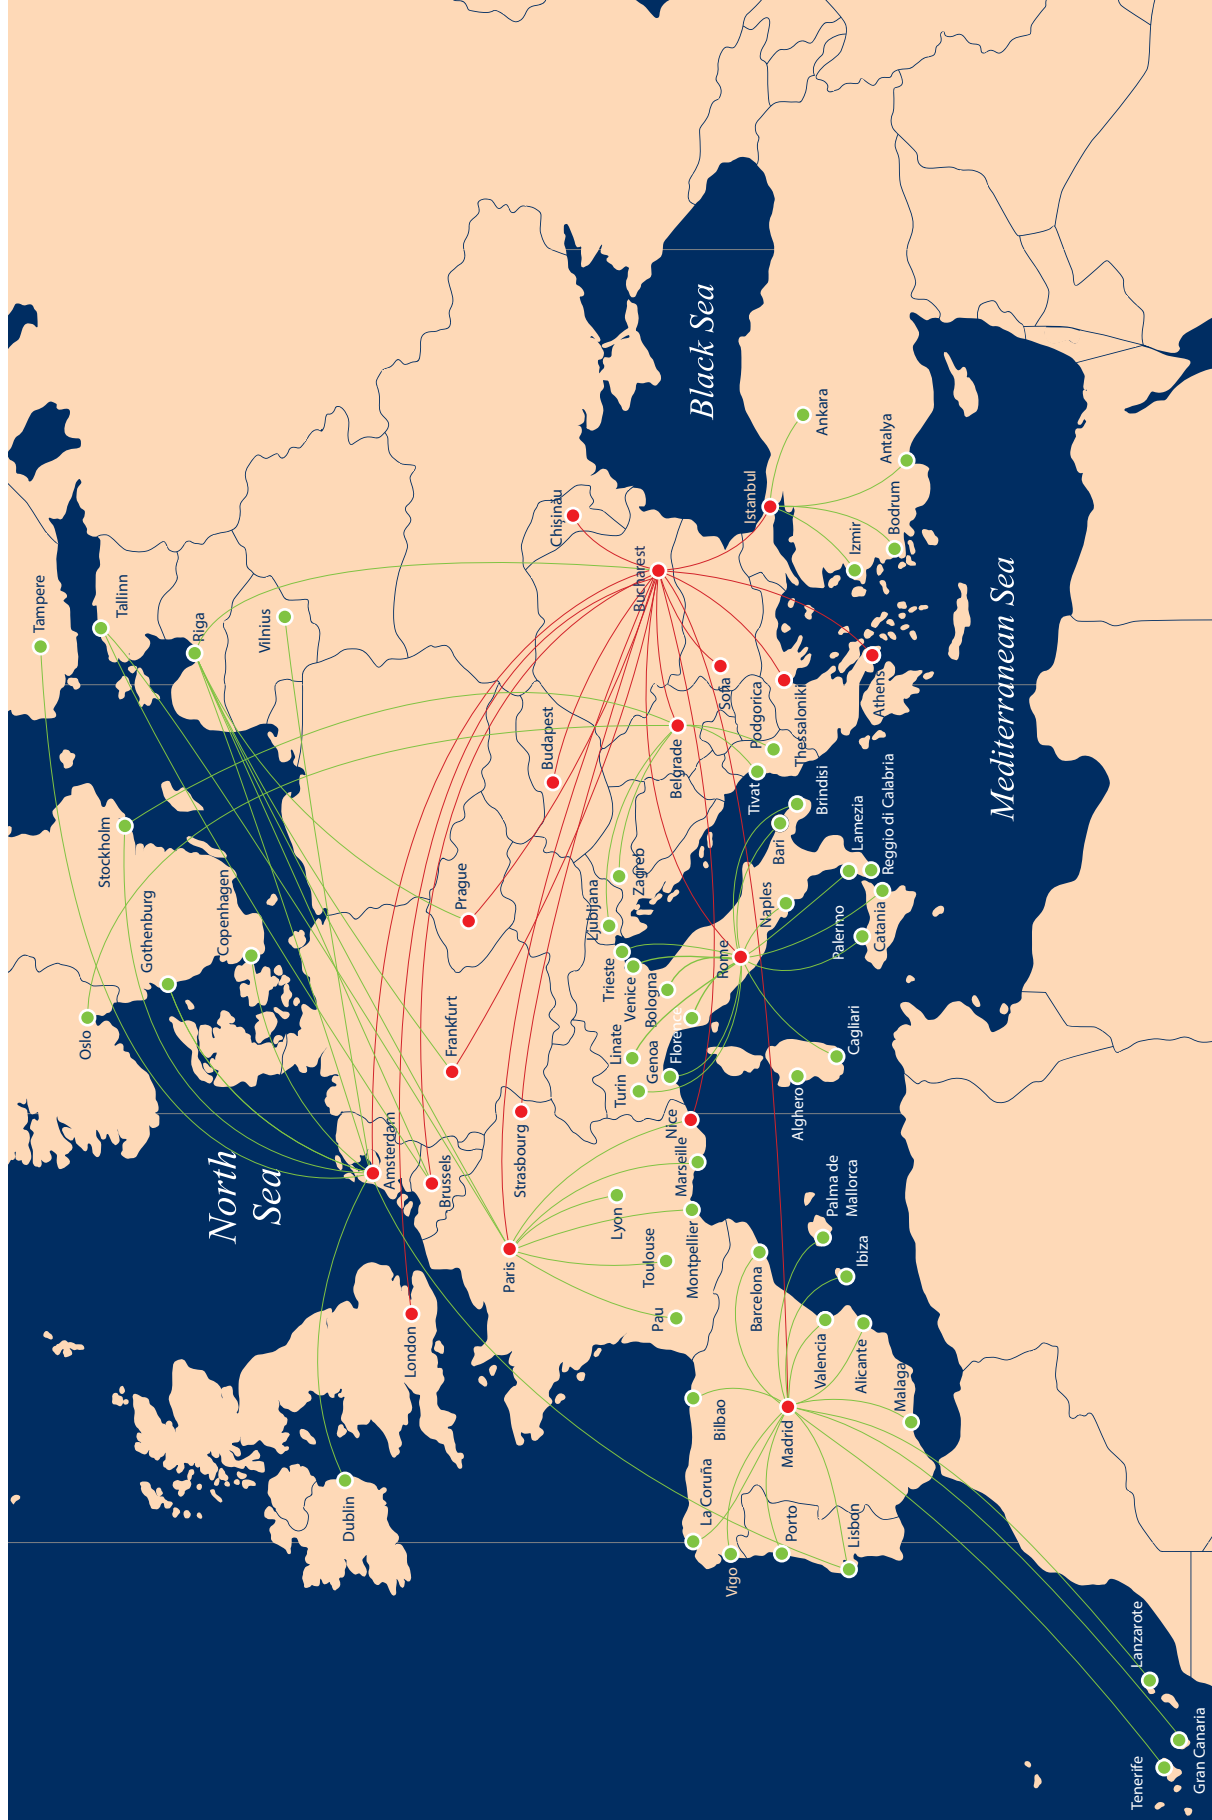 Tampere
Tallinn
Riga
Vilnius
Stockholm
Gothenburg
Copenhagen
Oslo
North
Sea
Dublin
London
Amsterdam
Brussels
Frankfurt
Prague
Strasbourg
Paris
Budapest
Chișinău
Bucharest
Black Sea
Istanbul
Ankara
Antalya
Bodrum
Izmir
Sofia
Belgrade
Podgorica
Tivat
Thessaloniki
Athens
Mediterranean Sea
Zagreb
Ljubljana
Trieste
Venice
Bologna
Linate
Turin
Genoa
Florence
Rome
Naples
Bari
Brindisi
Lamezia
Reggio di Calabria
Catania
Palermo
Cagliari
Alghero
Nice
Marseille
Lyon
Montpellier
Toulouse
Pau
Barcelona
Palma de
Mallorca
Ibiza
Valencia
Alicante
Malaga
Madrid
Bilbao
La Coruña
Vigo
Porto
Lisbon
Lanzarote
Gran Canaria
Tenerife